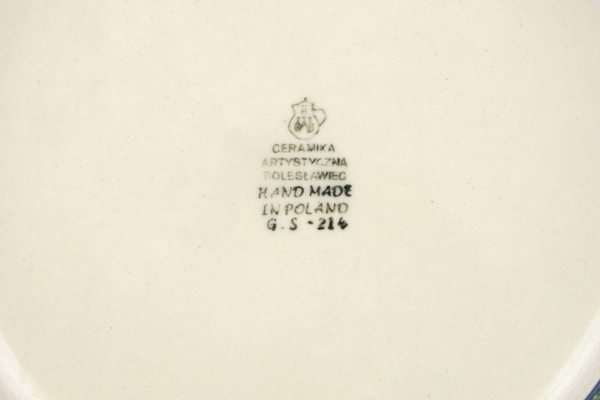 CERAMIKA
ARTYSTYCZNA
BOLESŁAWIEC
HAND MADE
IN POLAND
G.S-214